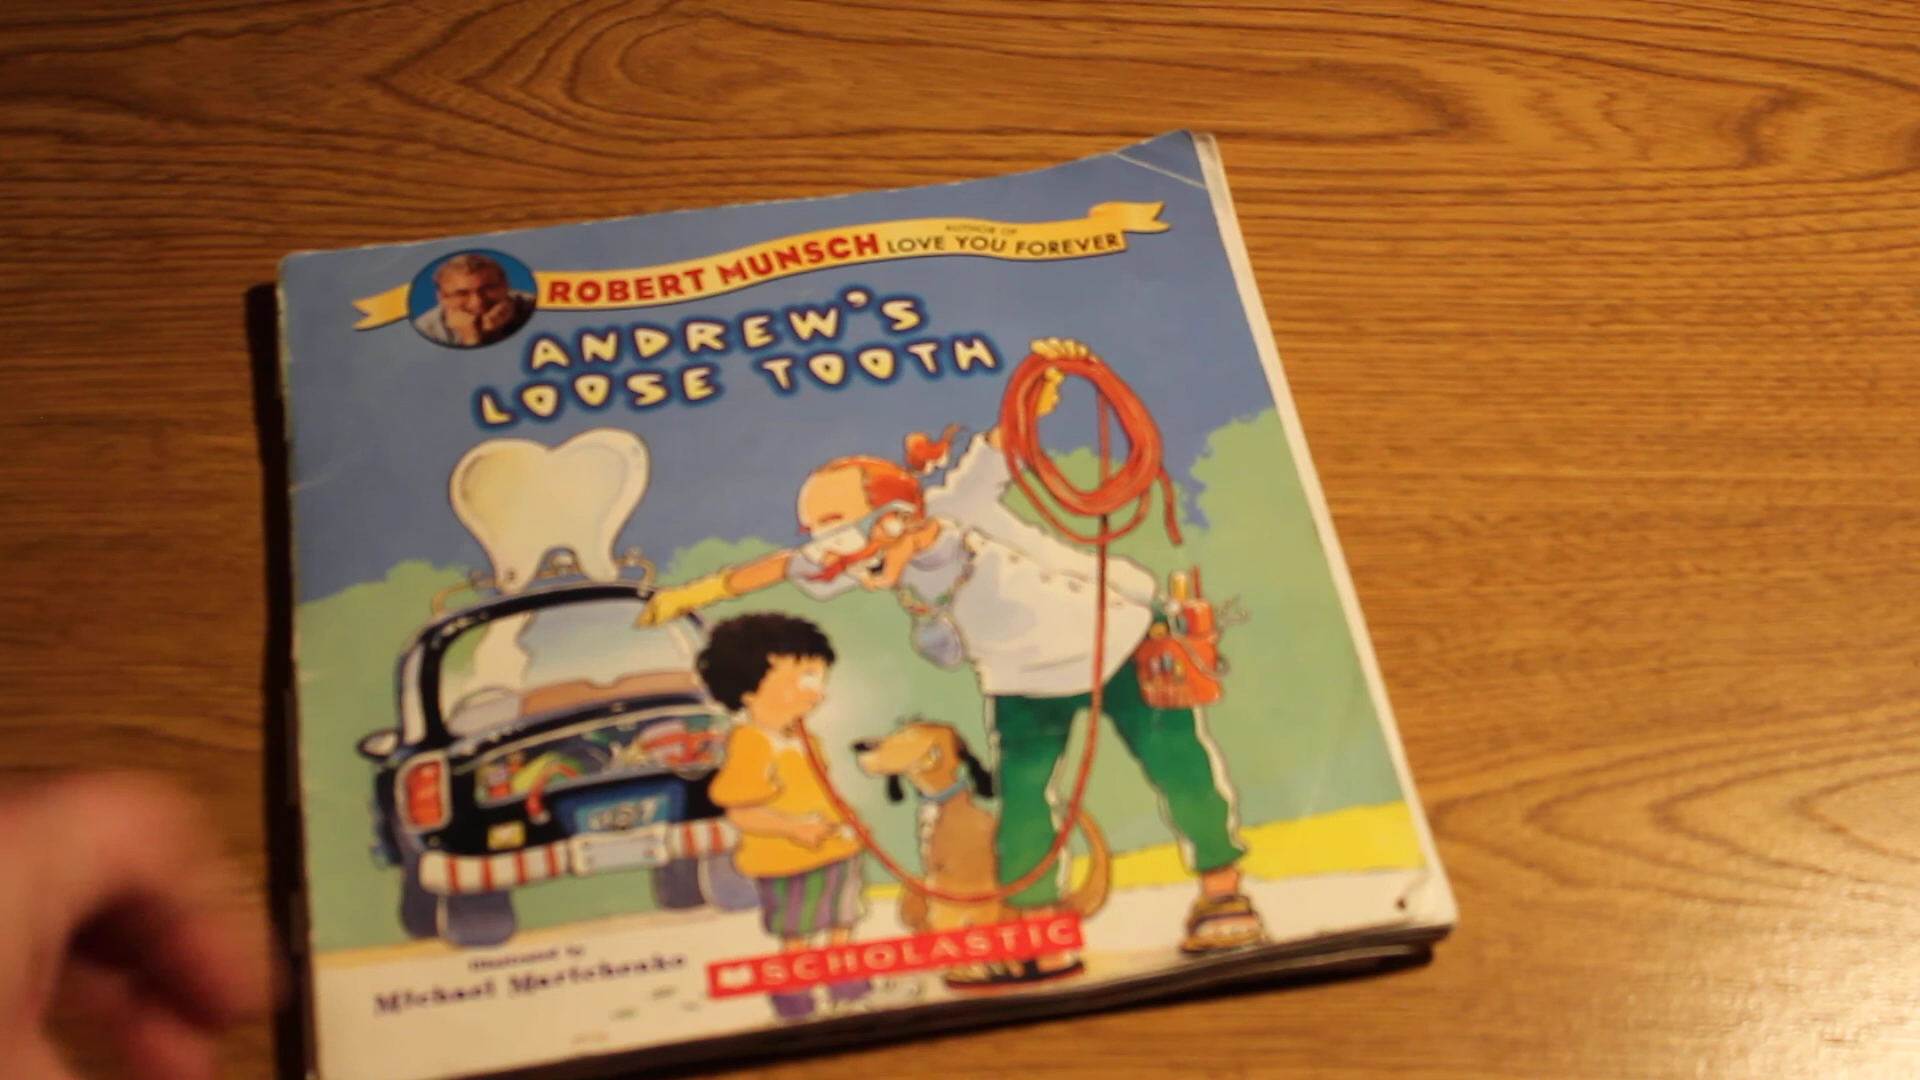 AUTHOR OF
ROBERT MUNSCH LOVE YOU FOREVER
ANDREW'S
LOOSE TOOTH
Illustrated by
Michael Martchenko
SCHOLASTIC